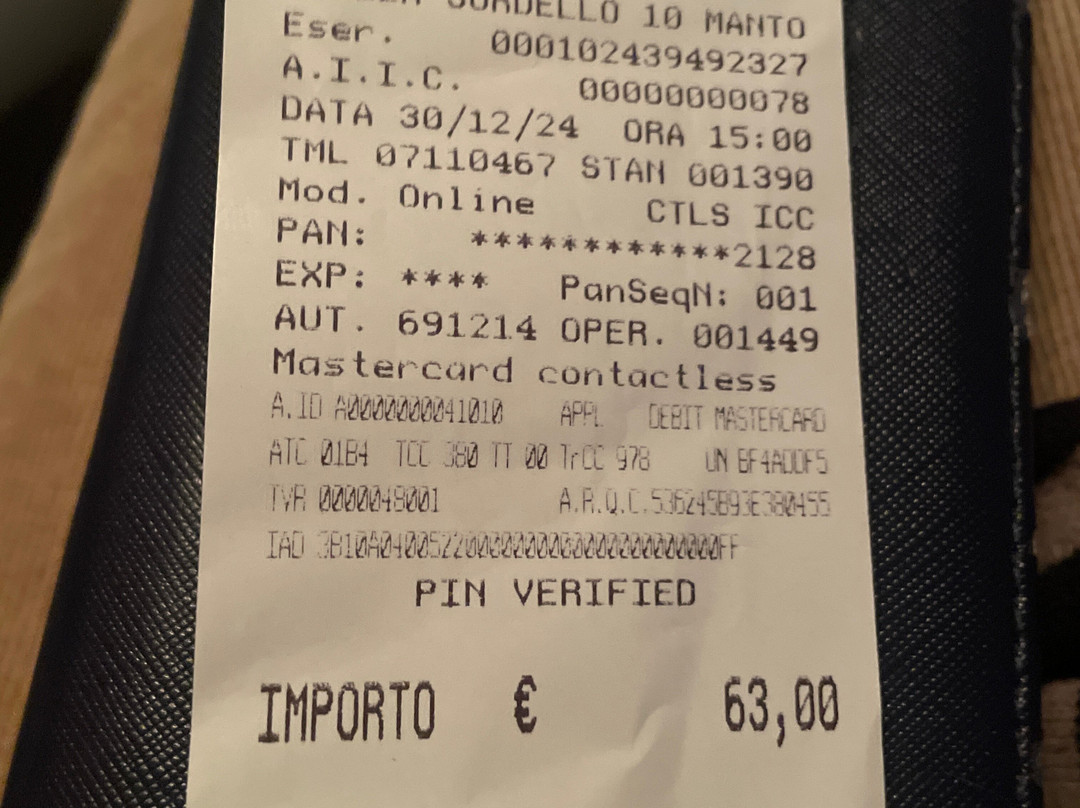 SORDELLO 10 MANTO
Eser. 000102439492327
A.I.I.C. 00000000078
DATA 30/12/24 ORA 15:00
TML 07110467 STAN 001390
Mod. Online CTLS ICC
PAN: ************2128
EXP: **** PanSeqN: 001
AUT. 691214 OPER. 001449
Mastercard contactless
A.ID A0000000041010 APPL DEBIT MASTERCARD
ATC 01B4 TCC 380 TT 00 TrCC 978 UN BF4ADDF5
TVR 0000048001 A.R.Q.C.536245B93E380455
IAD
PIN VERIFIED
IMPORTO € 63,00